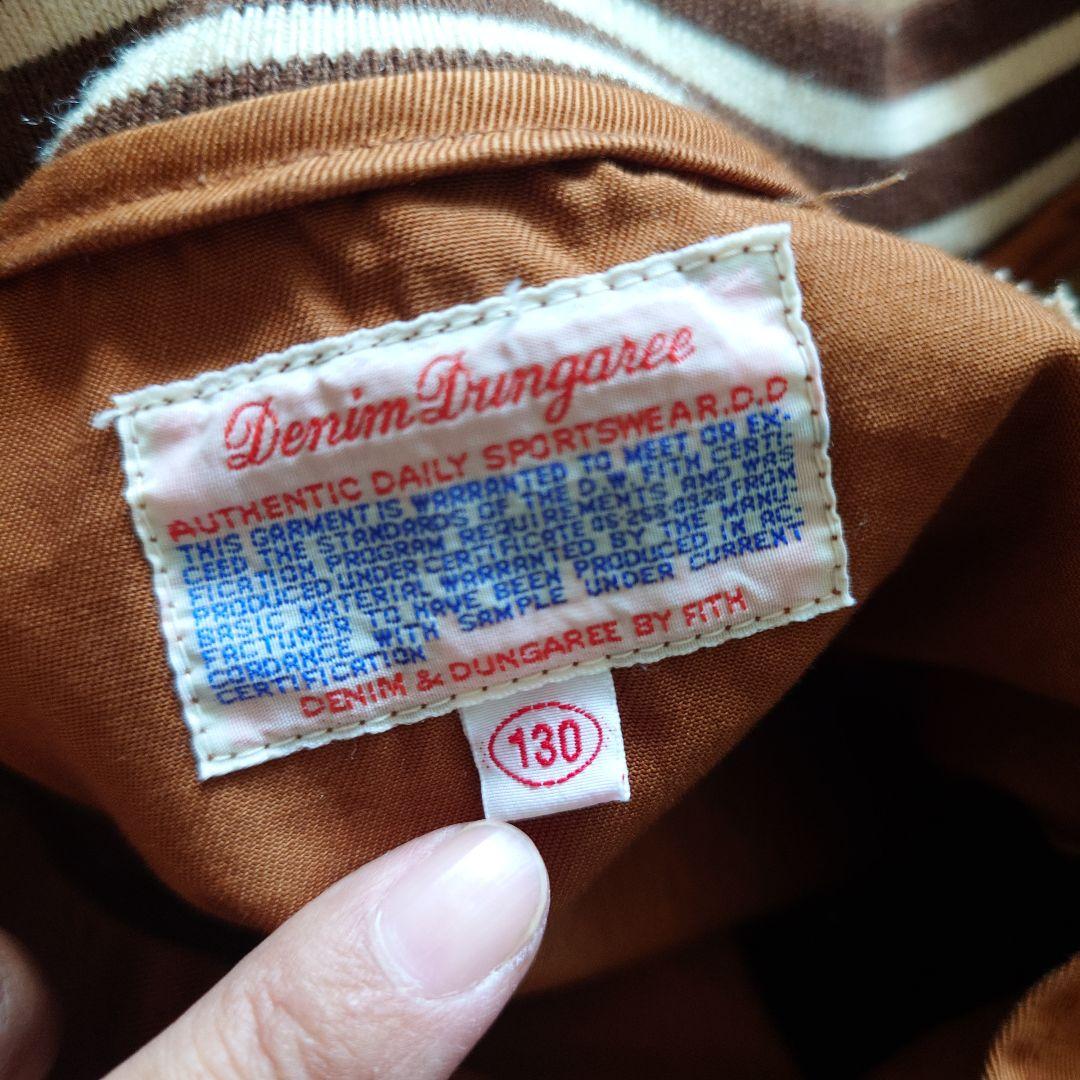 Denim Dungaree
AUTHENTIC DAILY SPORTSWEAR.D.D
THIS GARMENT IS WARRANTED TO MEET OR EX-
CEED THE STANDARDS OF THE D.W.FITH CERTI-
FICATION PROGRAM REQUIREMENTS AND WAS
PRODUCED UNDER CERTIFICATE 05.205.0328 FROM
BASIC MATERIAL WARRANTED BY THE MANU-
FACTURER TO HAVE BEEN PRODUCED IN AC-
CORDANCE WITH SAMPLE UNDER CURRENT
CERTIFICATION
DENIM & DUNGAREE BY FITH
130